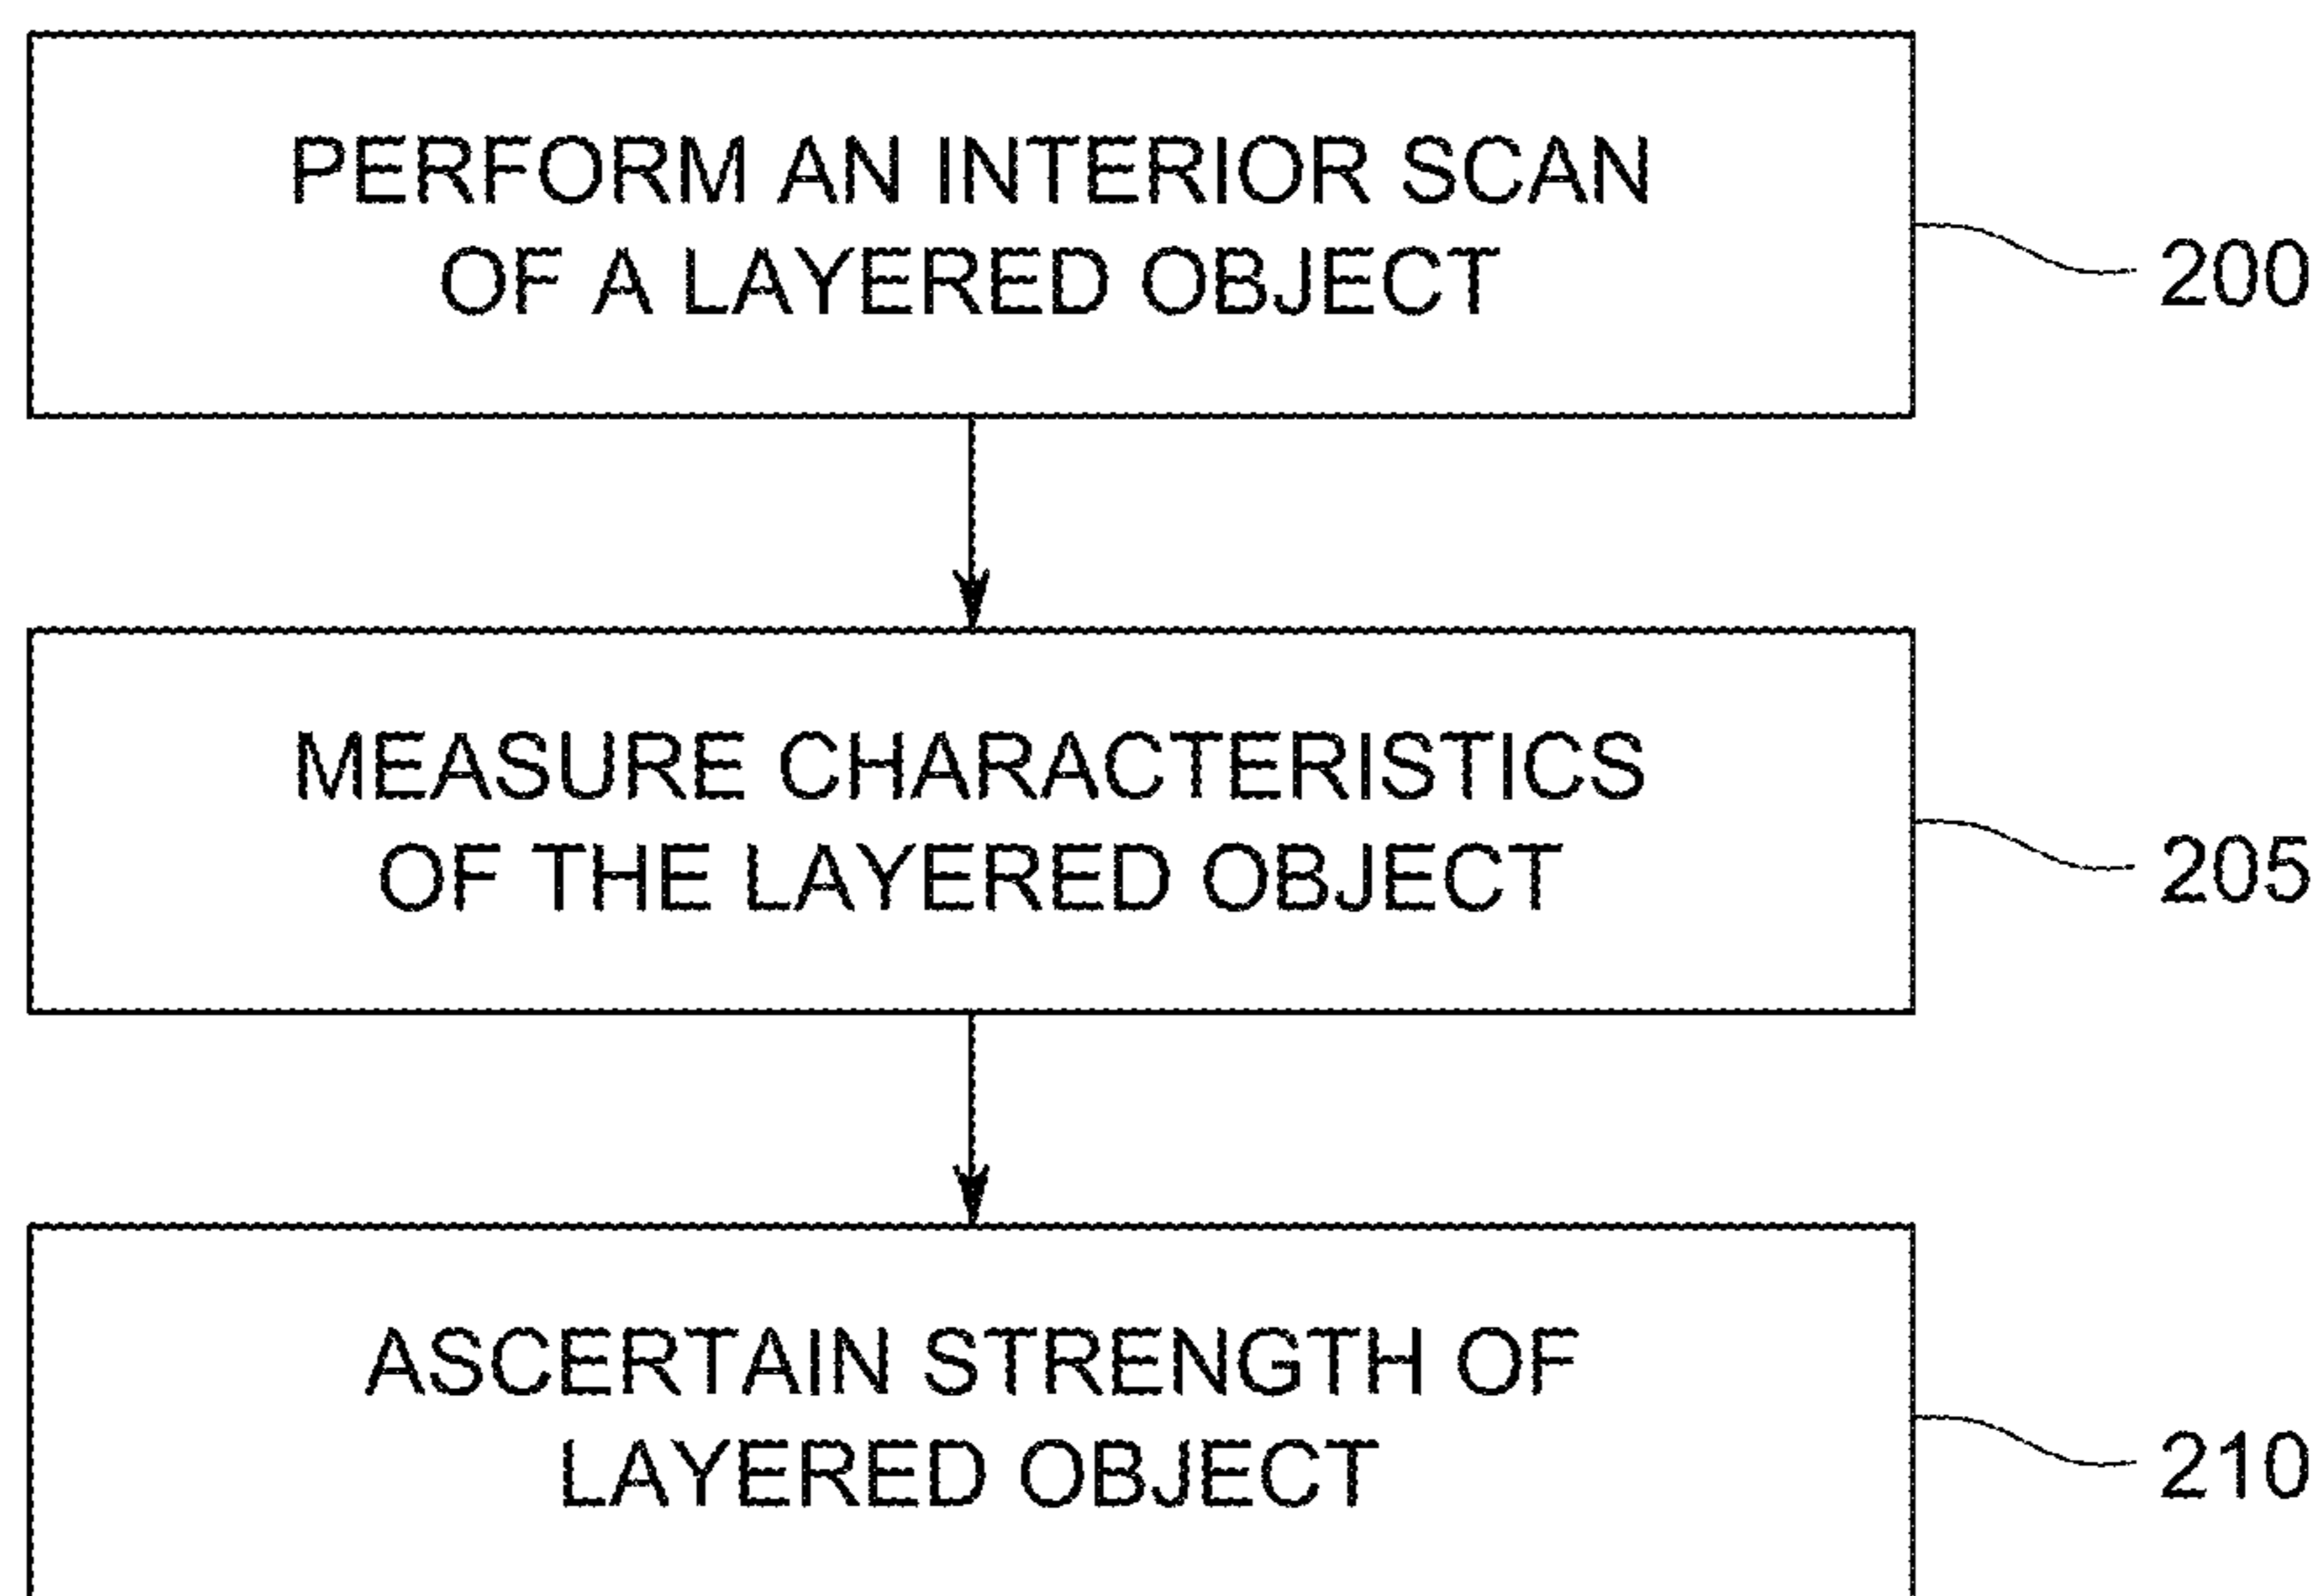 PERFORM AN INTERIOR SCAN
OF A LAYERED OBJECT
200
MEASURE CHARACTERISTICS
OF THE LAYERED OBJECT
205
ASCERTAIN STRENGTH OF
LAYERED OBJECT
210